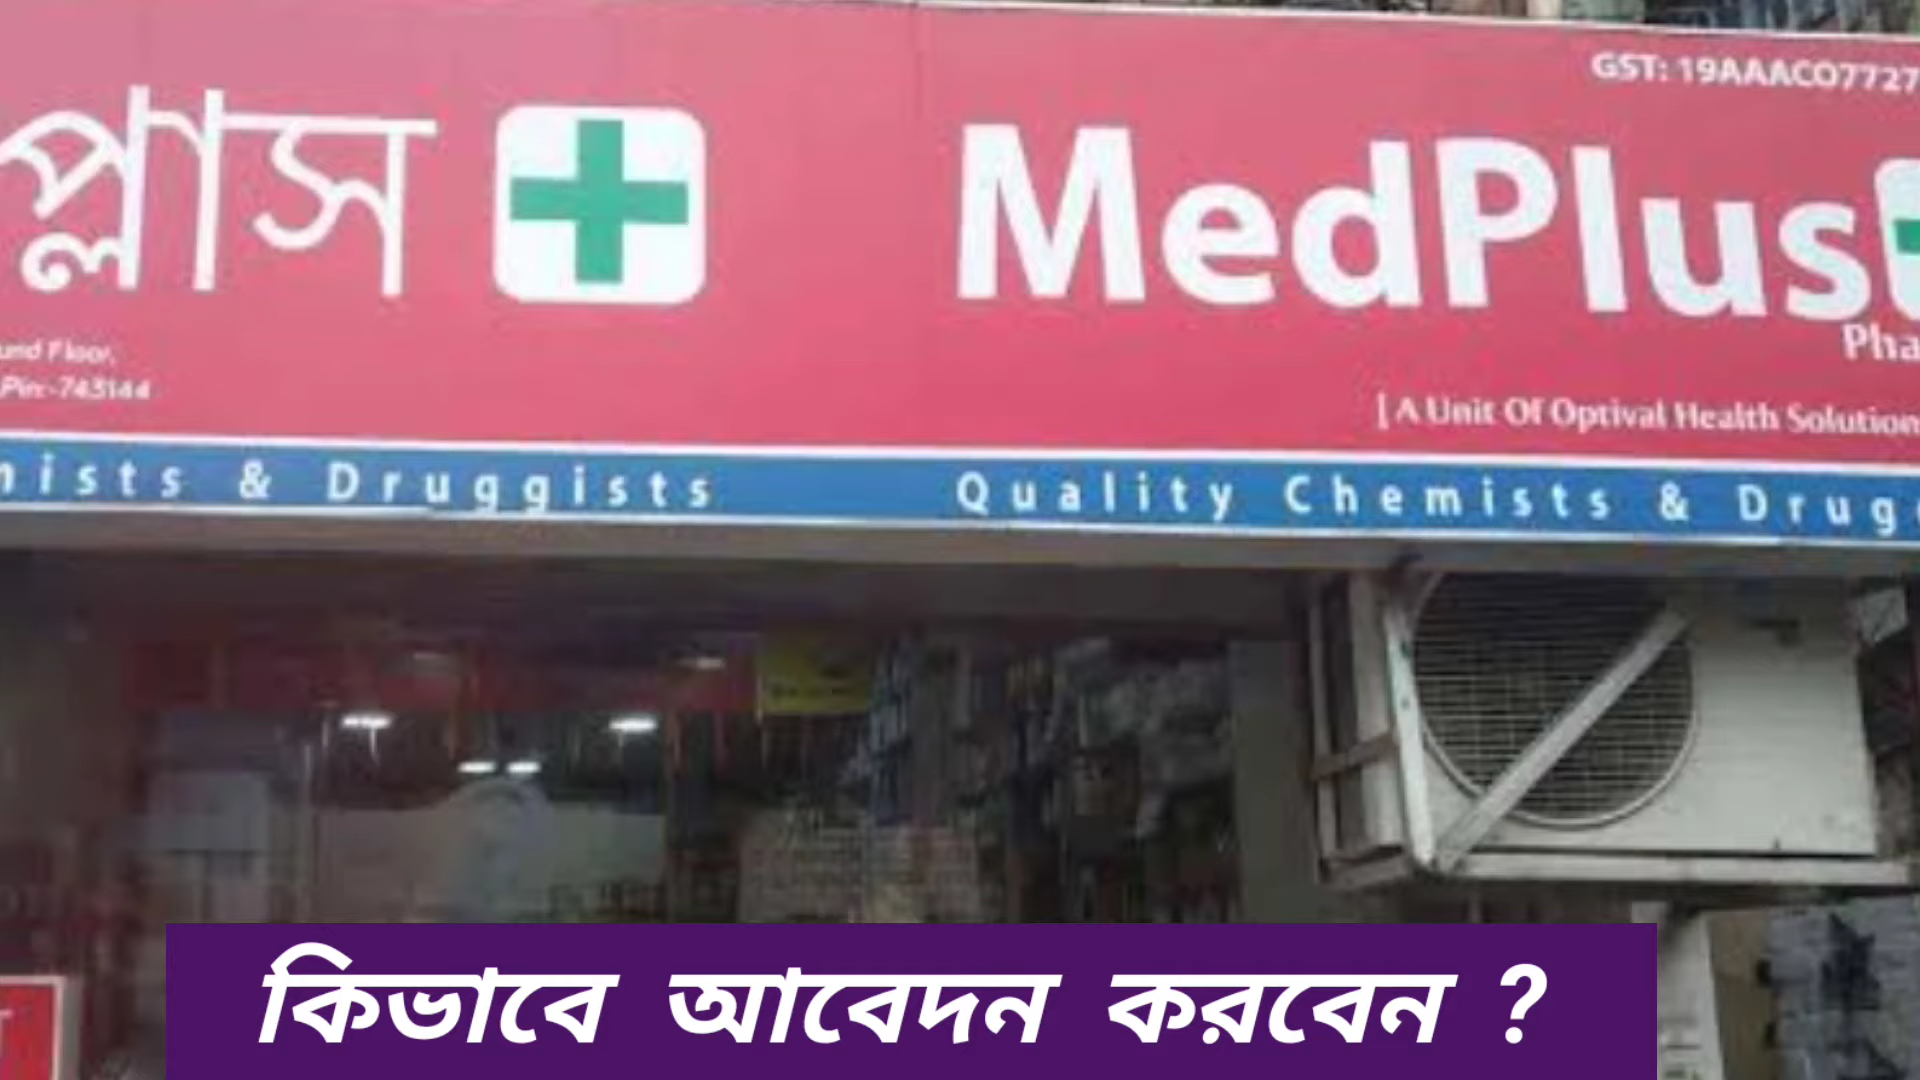 GST: 19AAACO7727
প্লাস MedPlus
Pha
und Floor,
Pin:-743144
[ A Unit Of Optival Health Solution
mists & Druggists Quality Chemists & Drug
কিভাবে আবেদন করবেন ?